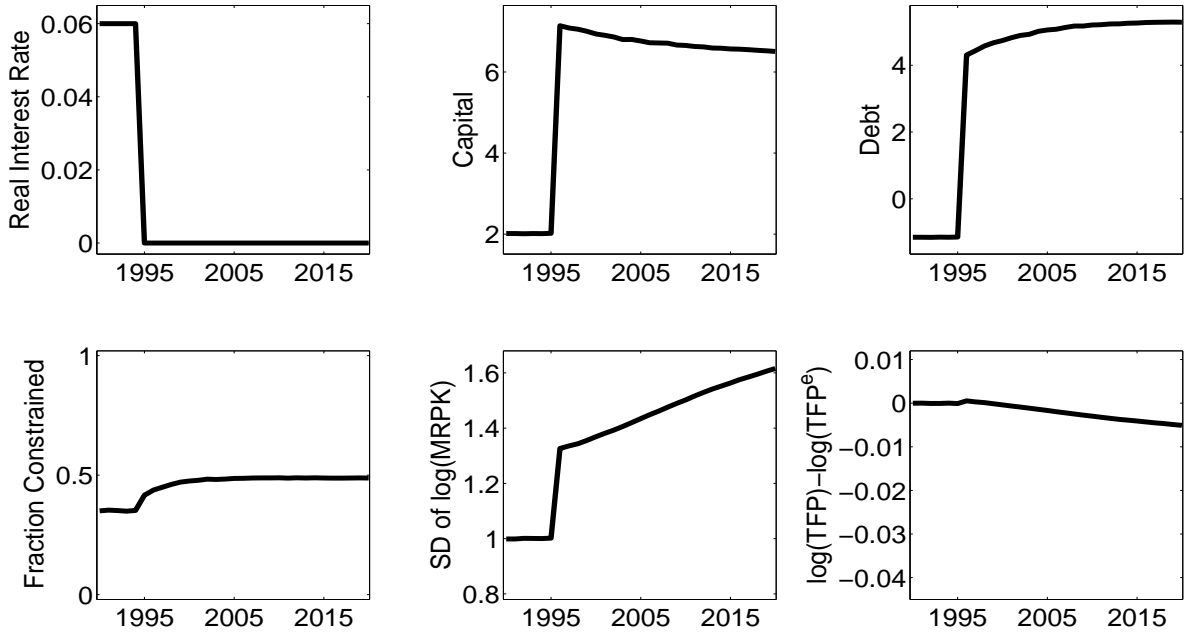 Real Interest Rate
0.06
0.04
0.02
0
1995 2005 2015
Capital
6
4
2
1995 2005 2015
Debt
4
2
0
1995 2005 2015
Fraction Constrained
1
0.5
0
1995 2005 2015
SD of log(MRPK)
1.6
1.4
1.2
1
0.8
1995 2005 2015
log(TFP)−log(TFPᵉ)
0.01
0
−0.01
−0.02
−0.03
−0.04
1995 2005 2015